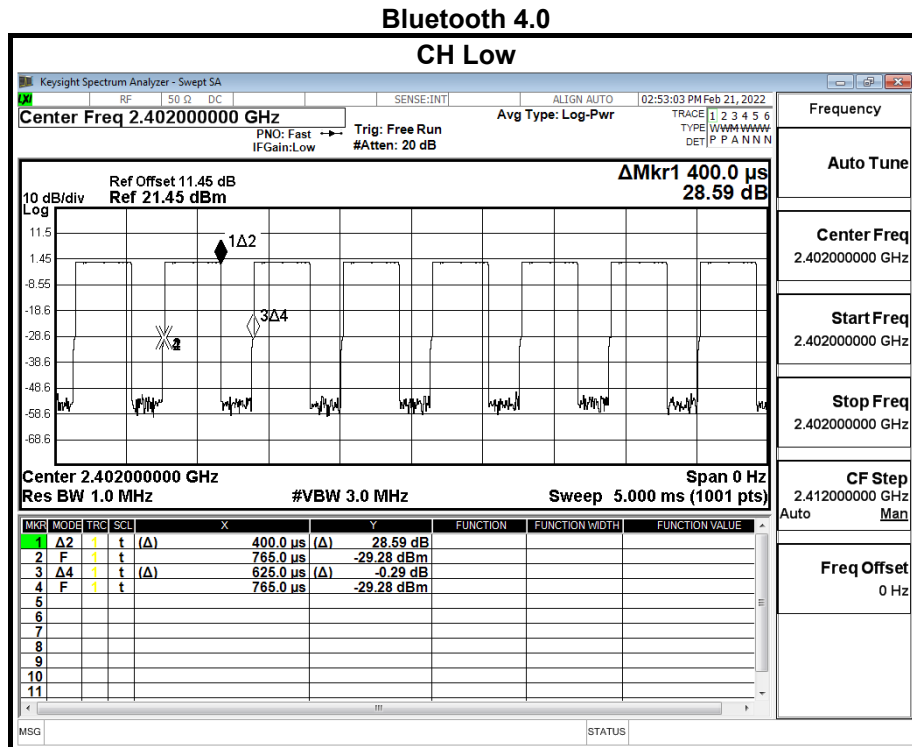 Bluetooth 4.0
CH Low
Keysight Spectrum Analyzer - Swept SA
LXI RF 50 Ω DC SENSE:INT ALIGN AUTO 02:53:03 PM Feb 21, 2022
Center Freq 2.402000000 GHz
PNO: Fast
IFGain:Low
Trig: Free Run
#Atten: 20 dB
Avg Type: Log-Pwr
TRACE 1 2 3 4 5 6
TYPE WWMWWWW
DET P P A N N N
Ref Offset 11.45 dB
10 dB/div Ref 21.45 dBm
Log
ΔMkr1 400.0 µs
28.59 dB
11.5
1.45
-8.55
-18.6
-28.6
-38.6
-48.6
-58.6
-68.6
1Δ2
3Δ4
Center 2.402000000 GHz Span 0 Hz
Res BW 1.0 MHz #VBW 3.0 MHz Sweep 5.000 ms (1001 pts)
MKR MODE TRC SCL X Y FUNCTION FUNCTION WIDTH FUNCTION VALUE
1 Δ2 1 t (Δ) 400.0 µs (Δ) 28.59 dB
2 F 1 t 765.0 µs -29.28 dBm
3 Δ4 1 t (Δ) 625.0 µs (Δ) -0.29 dB
4 F 1 t 765.0 µs -29.28 dBm
5
6
7
8
9
10
11
MSG STATUS
Frequency
Auto Tune
Center Freq
2.402000000 GHz
Start Freq
2.402000000 GHz
Stop Freq
2.402000000 GHz
CF Step
2.412000000 GHz
Auto Man
Freq Offset
0 Hz